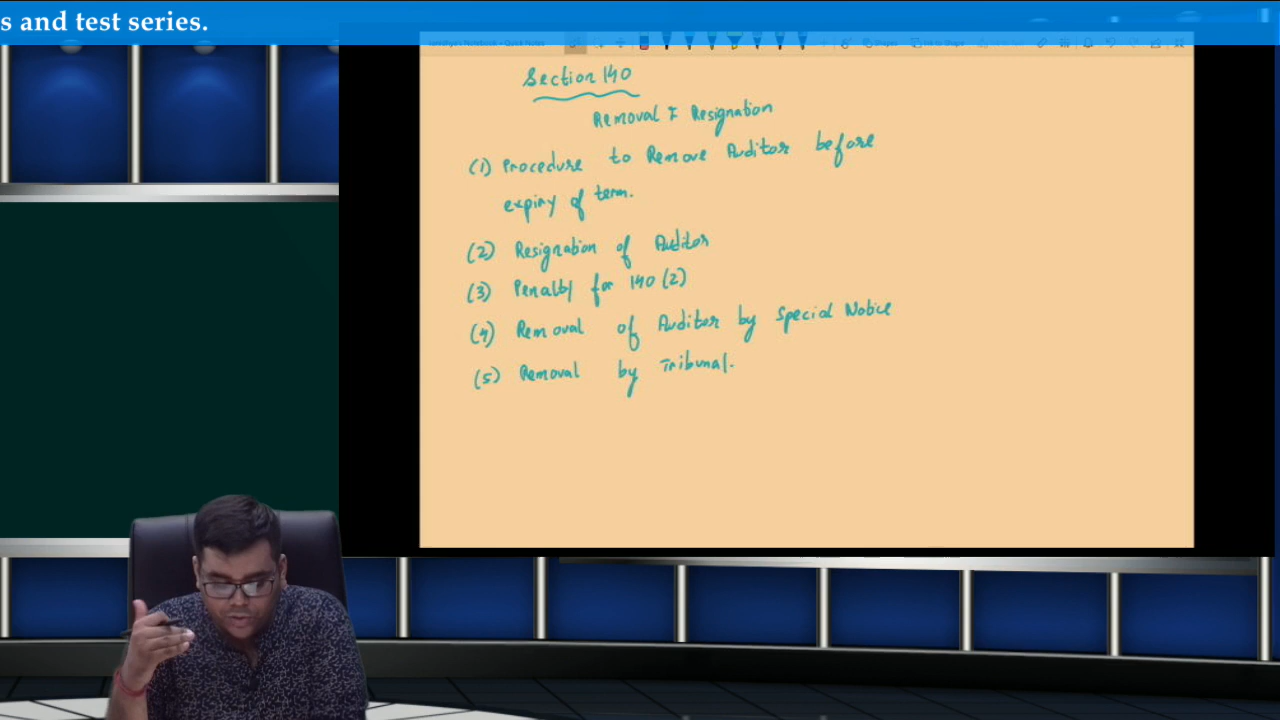 s and test series.
Section 140
Removal & Resignation
(1) Procedure to Remove Auditor before
expiry of term.
(2) Resignation of Auditor
(3) Penalty for 140 (2)
(4) Removal of Auditor by Special Notice
(5) Removal by Tribunal.